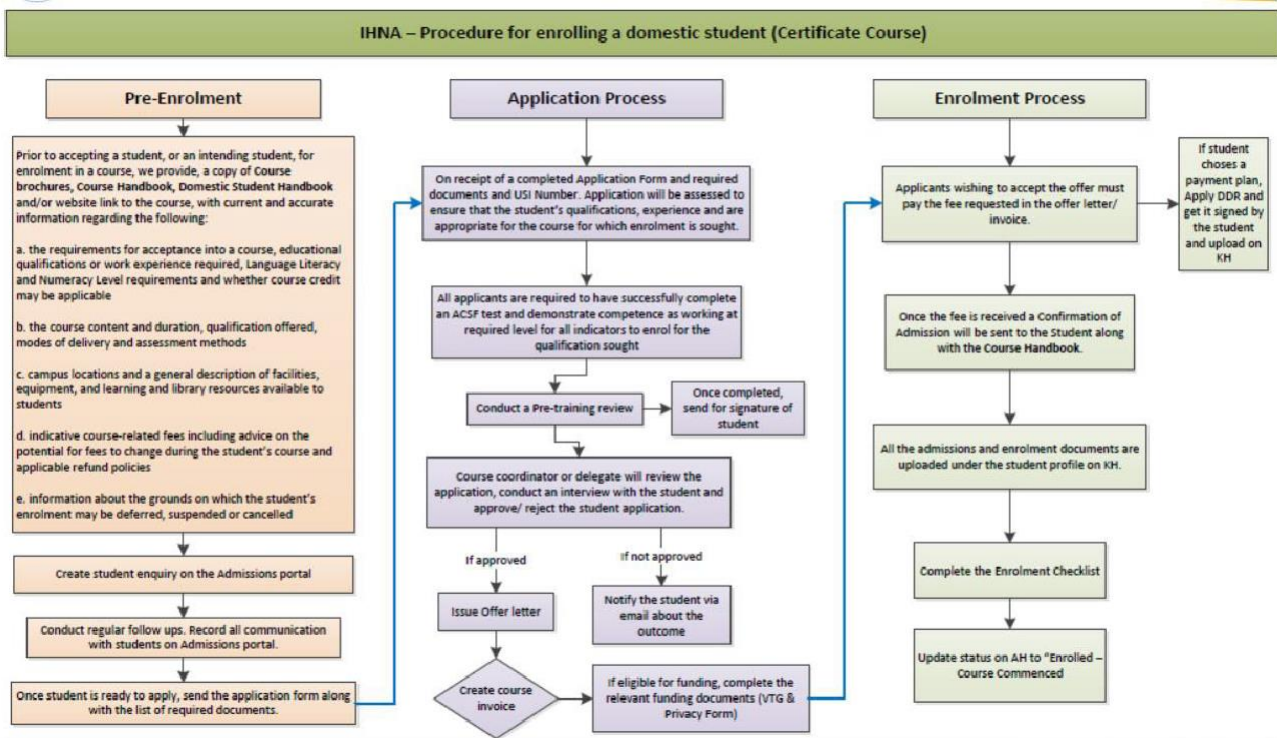 IHNA – Procedure for enrolling a domestic student (Certificate Course)
Pre-Enrolment
Prior to accepting a student, or an intending student, for
enrolment in a course, we provide, a copy of Course
brochures, Course Handbook, Domestic Student Handbook
and/or website link to the course, with current and accurate
information regarding the following:
a. the requirements for acceptance into a course, educational
qualifications or work experience required, Language Literacy
and Numeracy Level requirements and whether course credit
may be applicable
b. the course content and duration, qualification offered,
modes of delivery and assessment methods
c. campus locations and a general description of facilities,
equipment, and learning and library resources available to
students
d. indicative course-related fees including advice on the
potential for fees to change during the student's course and
applicable refund policies
e. information about the grounds on which the student's
enrolment may be deferred, suspended or cancelled
Create student enquiry on the Admissions portal
Conduct regular follow ups. Record all communication
with students on Admissions portal.
Once student is ready to apply, send the application form along
with the list of required documents.
Application Process
On receipt of a completed Application Form and required
documents and USI Number. Application will be assessed to
ensure that the student's qualifications, experience and are
appropriate for the course for which enrolment is sought.
All applicants are required to have successfully complete
an ACSF test and demonstrate competence as working at
required level for all indicators to enrol for the
qualification sought
Conduct a Pre-training review
Once completed,
send for signature of
student
Course coordinator or delegate will review the
application, conduct an interview with the student and
approve/ reject the student application.
If approved
If not approved
Issue Offer letter
Notify the student via
email about the
outcome
Create course
invoice
If eligible for funding, complete the
relevant funding documents (VTG &
Privacy Form)
Enrolment Process
Applicants wishing to accept the offer must
pay the fee requested in the offer letter/
invoice.
If student
choses a
payment plan,
Apply DDR and
get it signed by
the student
and upload on
KH
Once the fee is received a Confirmation of
Admission will be sent to the Student along
with the Course Handbook.
All the admissions and enrolment documents are
uploaded under the student profile on KH.
Complete the Enrolment Checklist
Update status on AH to "Enrolled –
Course Commenced